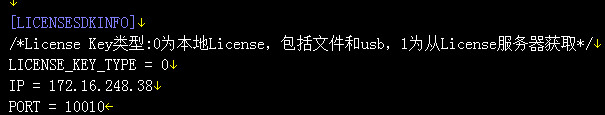 [LICENSESDKINFO]
/*License Key类型:0为本地License, 包括文件和usb, 1为从License服务器获取*/
LICENSE_KEY_TYPE = 0
IP = 172.16.248.38
PORT = 10010